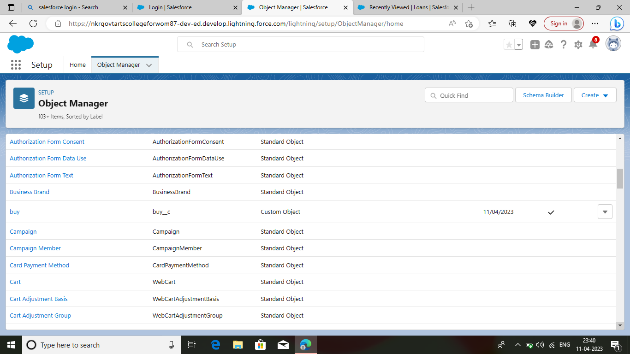 salesforce login - Search
Login | Salesforce
Object Manager | Salesforce
Recently Viewed | Loans | Salesfo
https://nkrgovtartscollegeforwom87-dev-ed.develop.lightning.force.com/lightning/setup/ObjectManager/home
Sign in
Search Setup
Setup
Home
Object Manager
SETUP
Object Manager
103+ Items, Sorted by Label
Quick Find
Schema Builder
Create
Authorization Form Consent AuthorizationFormConsent Standard Object
Authorization Form Data Use AuthorizationFormDataUse Standard Object
Authorization Form Text AuthorizationFormText Standard Object
Business Brand BusinessBrand Standard Object
buy buy__c Custom Object 11/04/2023
Campaign Campaign Standard Object
Campaign Member CampaignMember Standard Object
Card Payment Method CardPaymentMethod Standard Object
Cart WebCart Standard Object
Cart Adjustment Basis WebCartAdjustmentBasis Standard Object
Cart Adjustment Group WebCartAdjustmentGroup Standard Object
Type here to search
ENG
23:40
11-04-2023